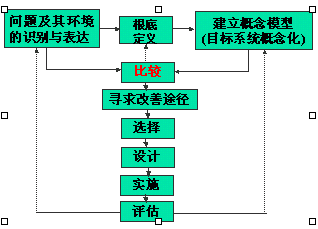 问题及其环境
的识别与表达
根底
定义
建立概念模型
(目标系统概念化)
比较
寻求改善途径
选择
设计
实施
评估